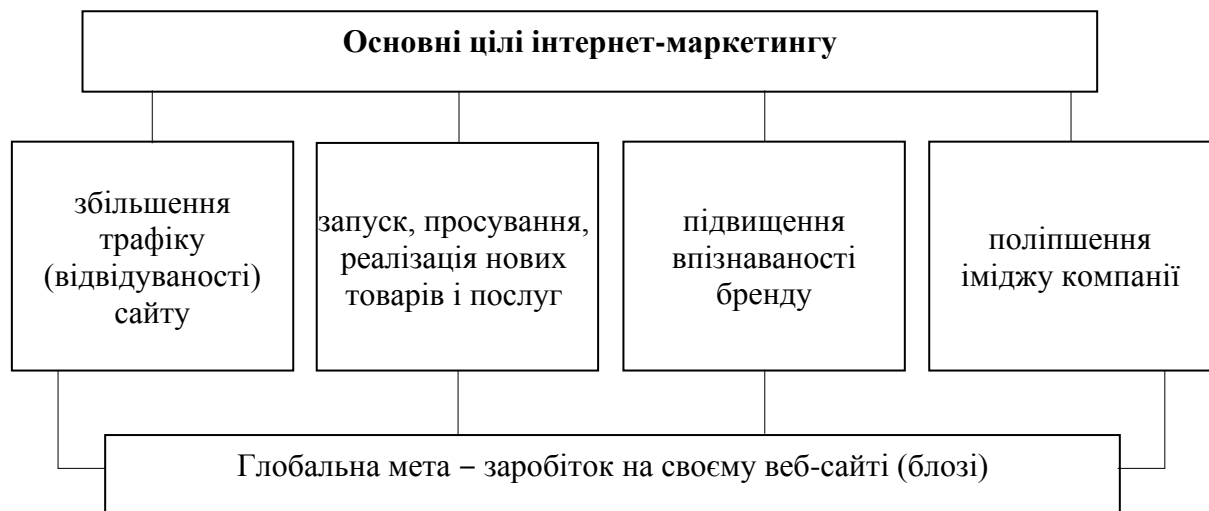 Основні цілі інтернет-маркетингу
збільшення
трафіку
(відвідуваності)
сайту
запуск, просування,
реалізація нових
товарів і послуг
підвищення
впізнаваності
бренду
поліпшення
іміджу компанії
Глобальна мета – заробіток на своєму веб-сайті (блозі)